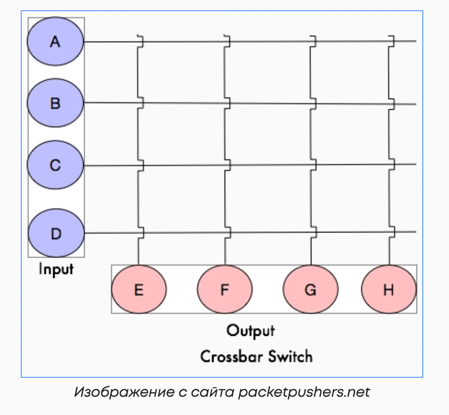 A
B
C
D
Input
E F G H
Output
Crossbar Switch
Изображение с сайта packetpushers.net